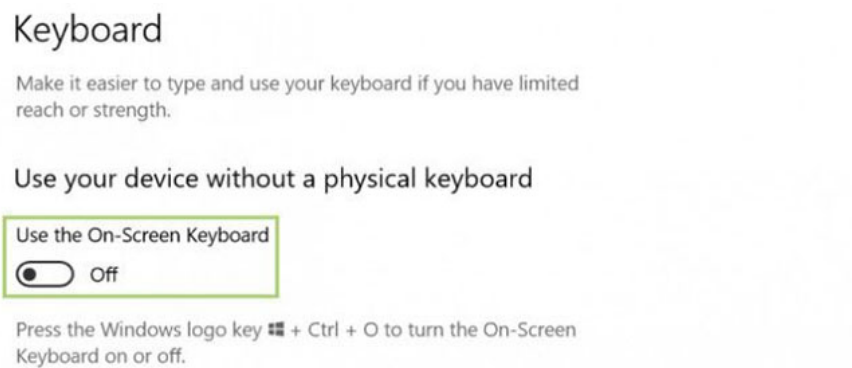 Keyboard
Make it easier to type and use your keyboard if you have limited
reach or strength.
Use your device without a physical keyboard
Use the On-Screen Keyboard
Off
Press the Windows logo key + Ctrl + O to turn the On-Screen
Keyboard on or off.